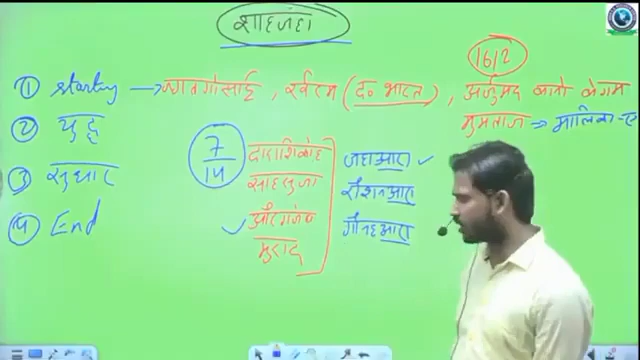 शाहजहां
1612
① Starting → जगतगोसाई, खुर्रम (द० भारत), अर्जुमंद बानो बेगम
मुमताज → मालिका-ए
② युद्ध
③ सुधार
④ End
7/14
दाराशिकोह
शाहशुजा
औरंगजेब
मुराद
जहाआरा ✓
रौशनआरा
गौहरआरा